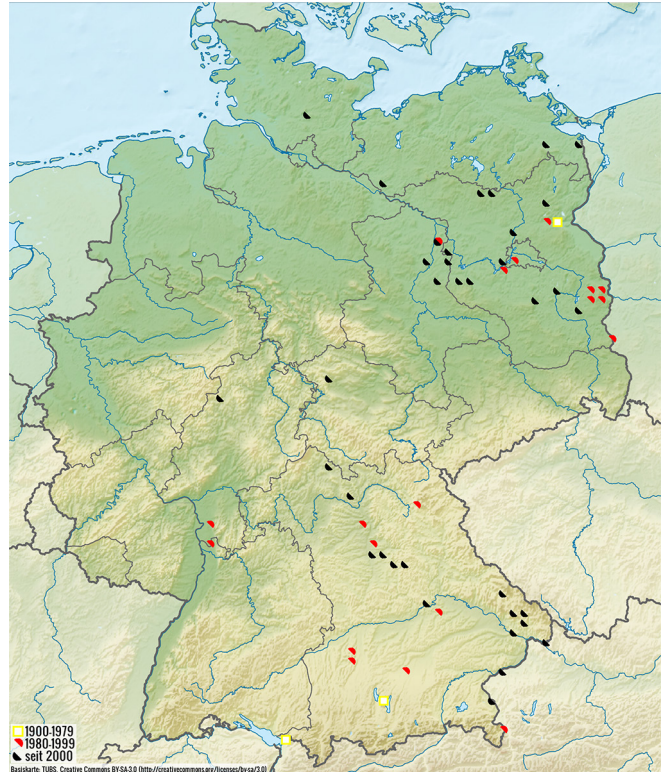 1900-1979
1980-1999
seit 2000
Basiskarte: TUBS, Creative Commons BY-SA-3.0 (http://creativecommons.org/licenses/by-sa/3.0)